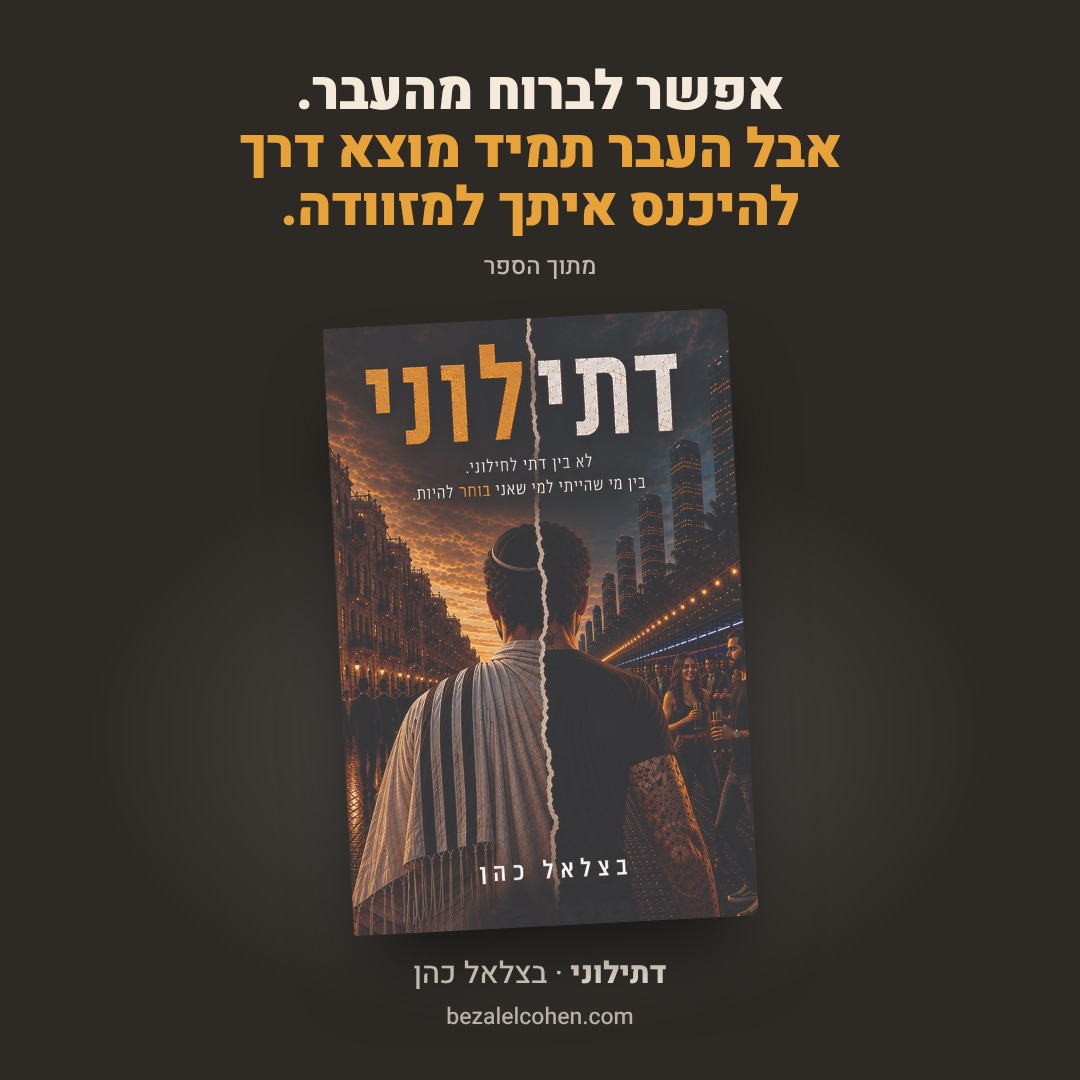 אפשר לברוח מהעבר.
אבל העבר תמיד מוצא דרך
להיכנס איתך למזוודה.
מתוך הספר
דתילוני
לא בין דתי לחילוני.
בין מי שהייתי למי שאני בוחר להיות.
בצלאל כהן
דתילוני · בצלאל כהן
bezalelcohen.com